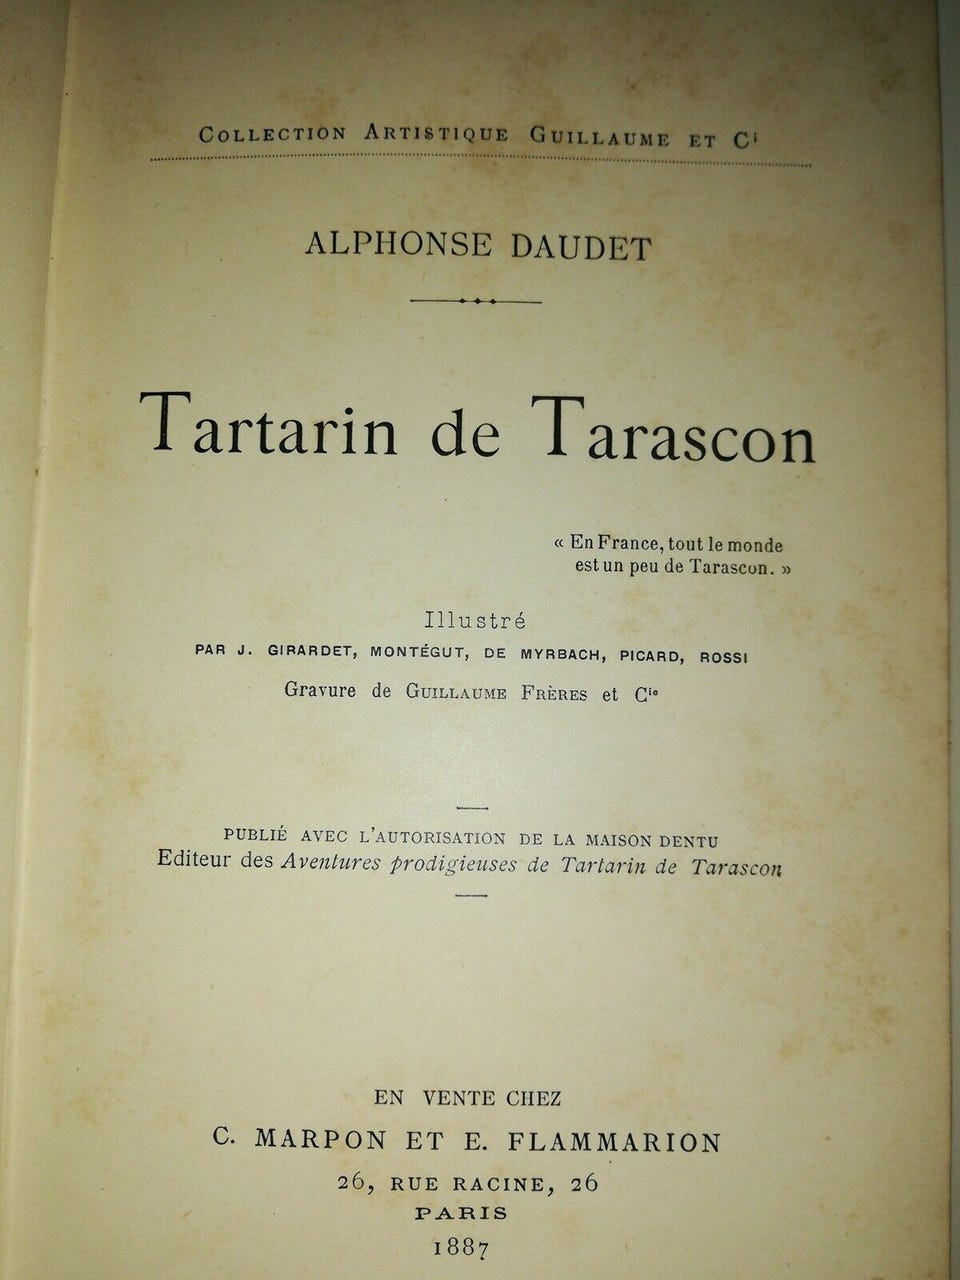 COLLECTION ARTISTIQUE GUILLAUME ET Ci
ALPHONSE DAUDET
Tartarin de Tarascon
« En France, tout le monde
est un peu de Tarascon. »
Illustré
PAR J. GIRARDET, MONTÉGUT, DE MYRBACH, PICARD, ROSSI
Gravure de GUILLAUME FRÈRES et Cie
PUBLIÉ AVEC L'AUTORISATION DE LA MAISON DENTU
Editeur des Aventures prodigieuses de Tartarin de Tarascon
EN VENTE CHEZ
C. MARPON ET E. FLAMMARION
26, RUE RACINE, 26
PARIS
1887